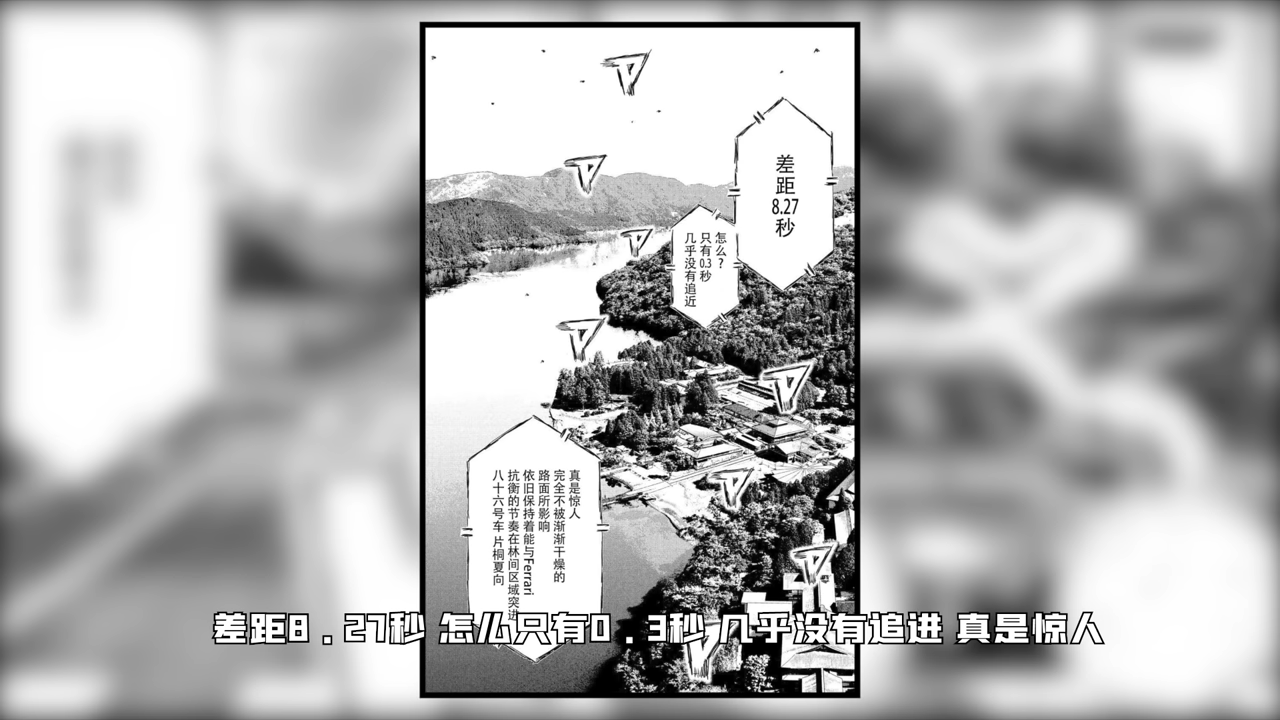 差距
8.27
秒
怎么？
只有0.3秒
几乎没有追近
真是惊人
完全不被渐渐干燥的
路面所影响
依旧保持着能与Ferrari
抗衡的节奏在林间区域突进
八十六号车 片桐夏向
差距8．27秒 怎么只有0．3秒 几乎没有追进 真是惊人